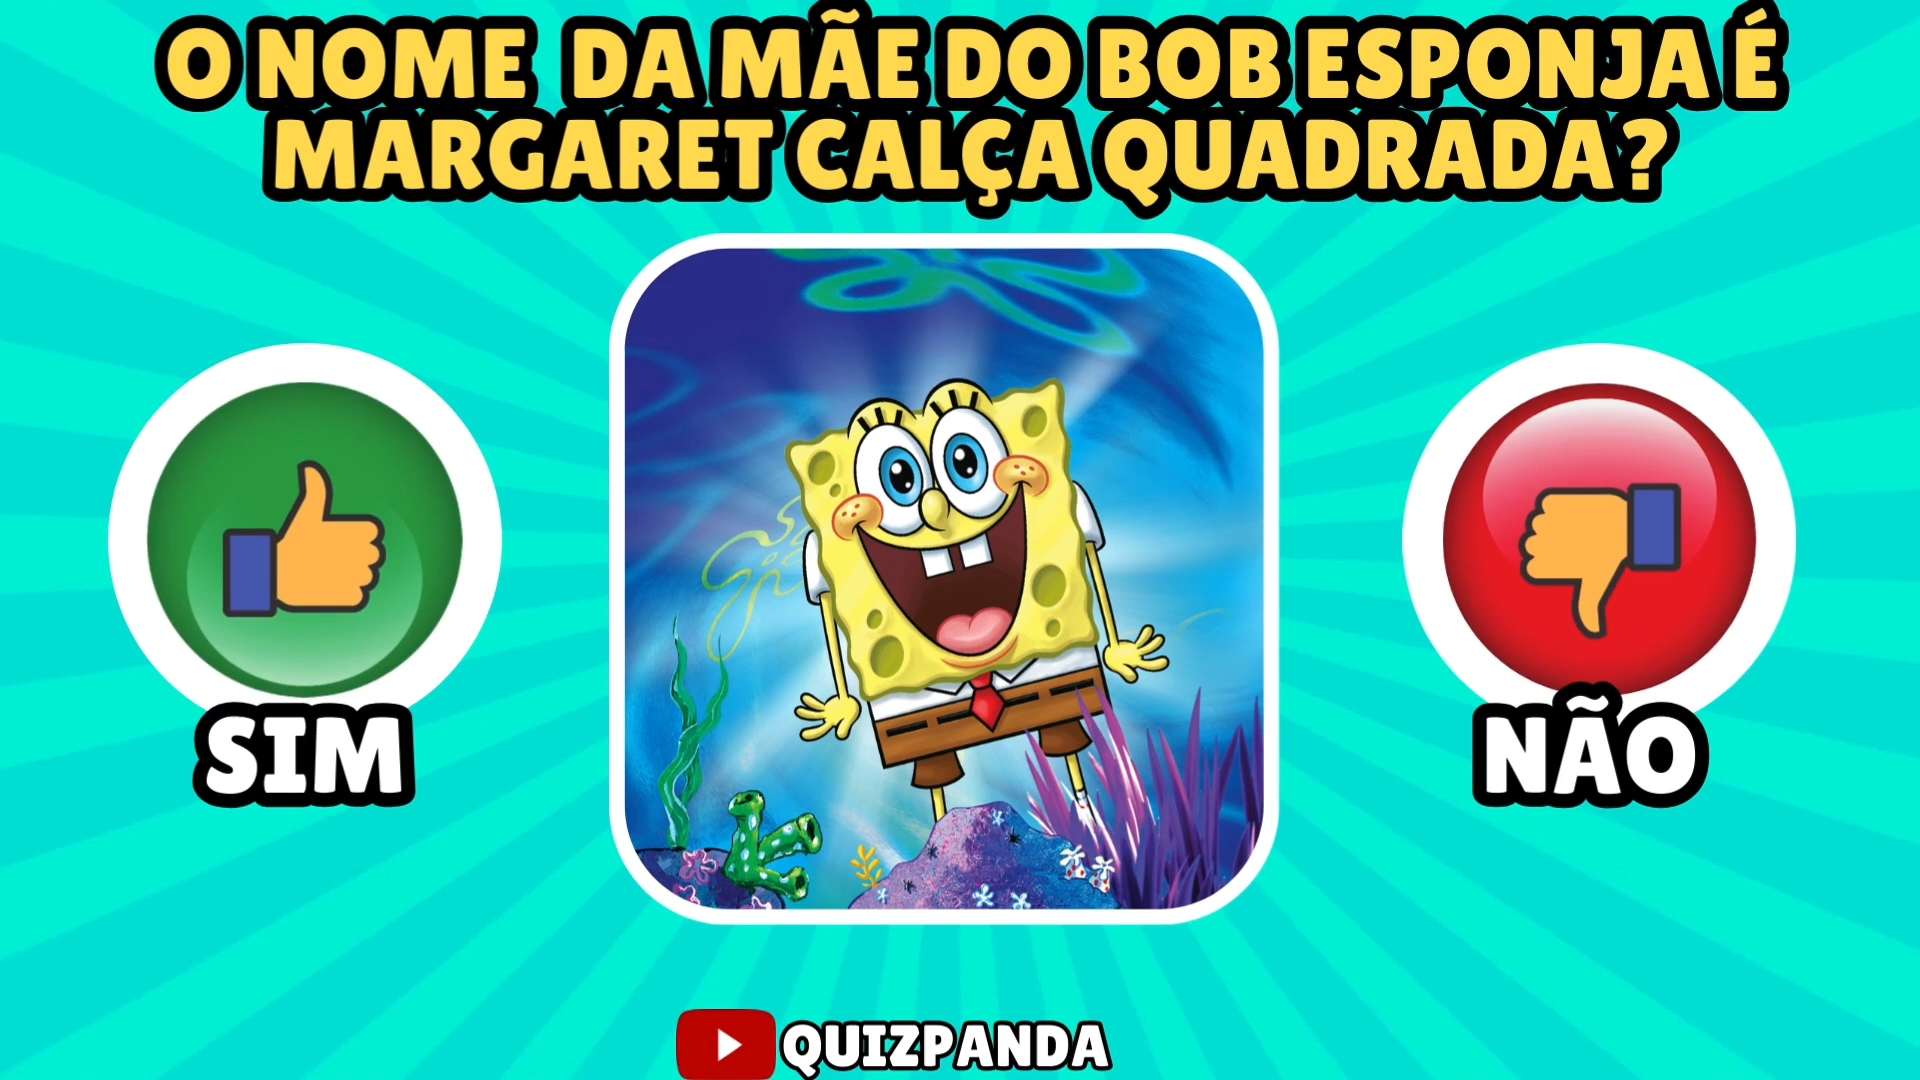 O NOME DA MÃE DO BOB ESPONJA É
MARGARET CALÇA QUADRADA?
SIM
NÃO
QUIZPANDA